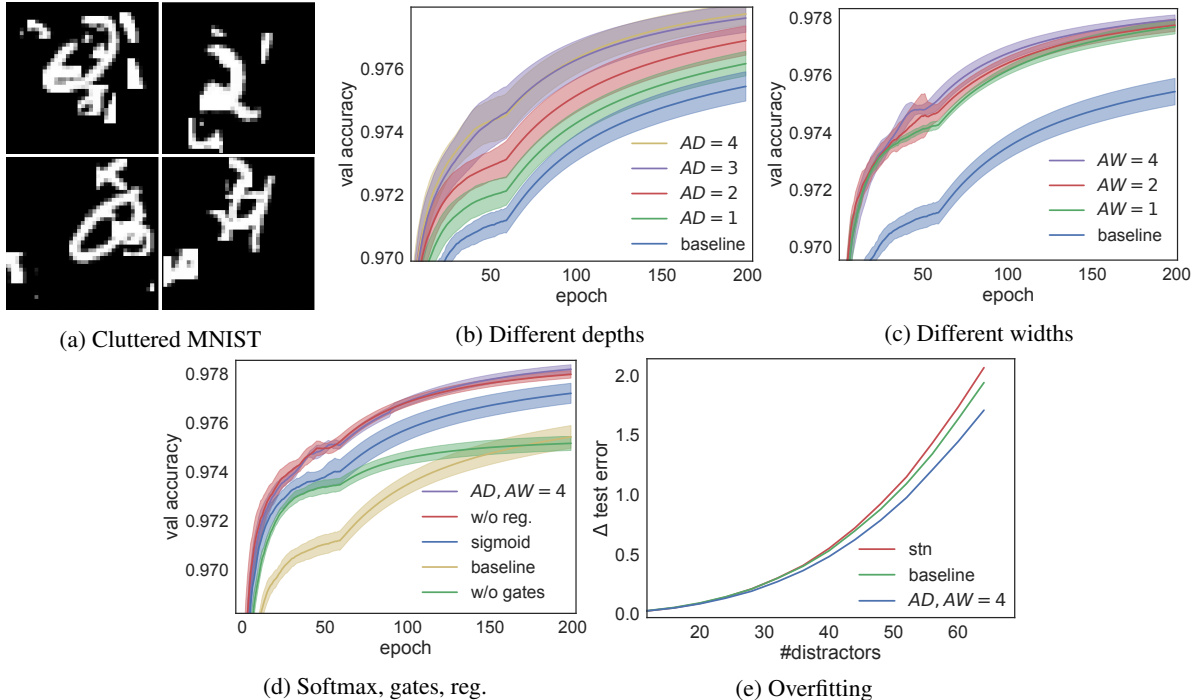 (a) Cluttered MNIST
val accuracy
0.976
0.974
0.972
0.970
AD = 4
AD = 3
AD = 2
AD = 1
baseline
50 100 150 200
epoch
(b) Different depths
val accuracy
0.978
0.976
0.974
0.972
0.970
AW = 4
AW = 2
AW = 1
baseline
50 100 150 200
epoch
(c) Different widths
val accuracy
0.978
0.976
0.974
0.972
0.970
AD, AW = 4
w/o reg.
sigmoid
baseline
w/o gates
0 50 100 150 200
epoch
(d) Softmax, gates, reg.
Δ test error
2.0
1.5
1.0
0.5
0.0
stn
baseline
AD, AW = 4
20 30 40 50 60
#distractors
(e) Overfitting